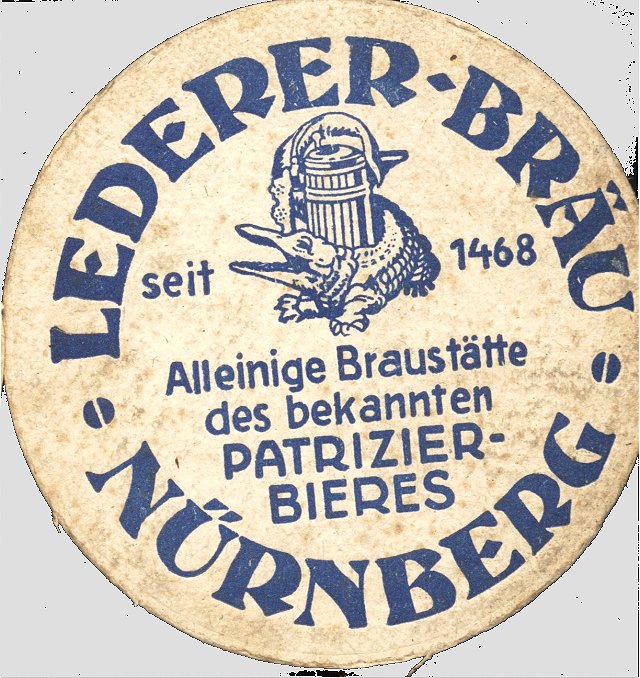 LEDERER-BRÄU
seit 1468
Alleinige Braustätte
des bekannten
PATRIZIER-
BIERES
NÜRNBERG